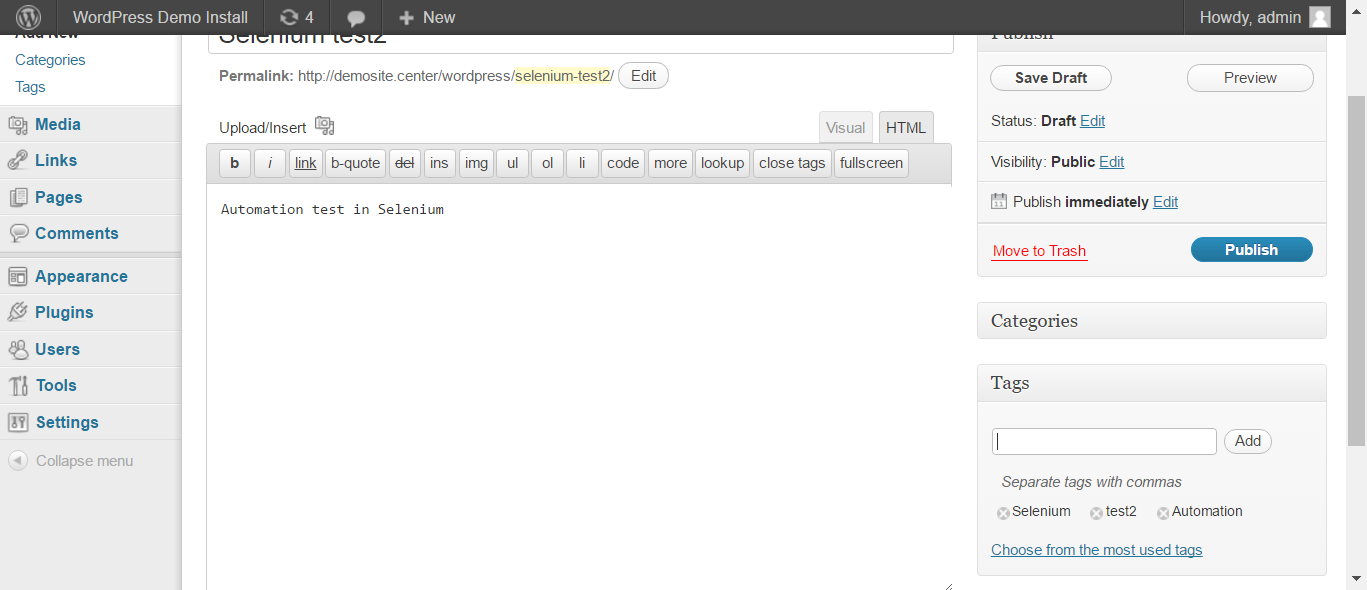 WordPress Demo Install 4 New Howdy, admin
Add New
Categories
Tags
Media
Links
Pages
Comments
Appearance
Plugins
Users
Tools
Settings
Collapse menu
Selenium test2
Permalink: http://demosite.center/wordpress/selenium-test2/ Edit
Upload/Insert Visual HTML
b i link b-quote del ins img ul ol li code more lookup close tags fullscreen
Automation test in Selenium
Publish
Save Draft Preview
Status: Draft Edit
Visibility: Public Edit
11 Publish immediately Edit
Move to Trash Publish
Categories
Tags
Add
Separate tags with commas
Selenium test2 Automation
Choose from the most used tags